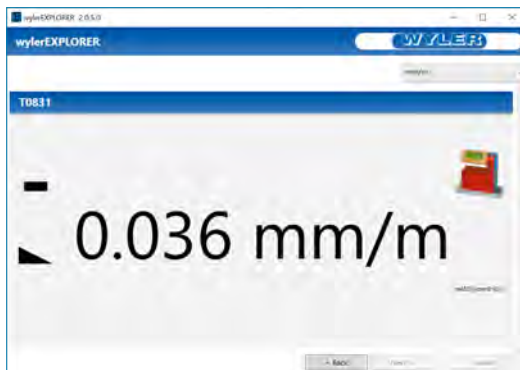 wylerEXPLORER 2.0.5.0
wylerEXPLORER
WYLER
T0831
0.036 mm/m
< Back